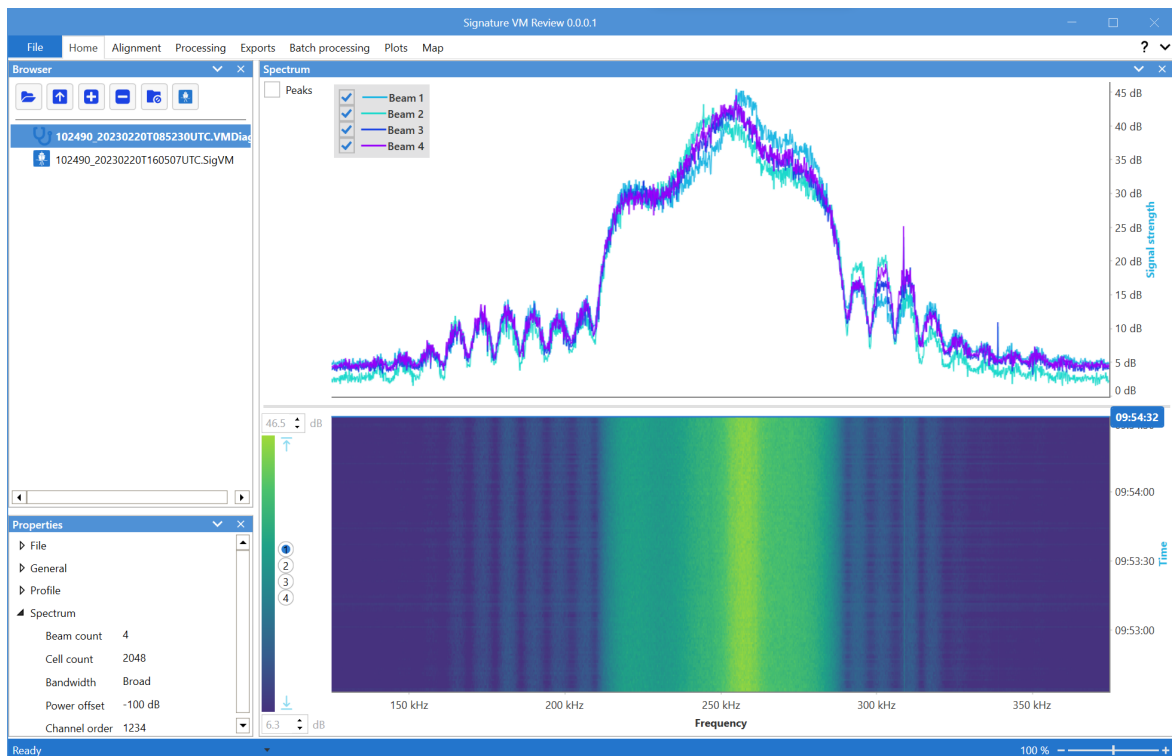 Signature VM Review 0.0.0.1
File Home Alignment Processing Exports Batch processing Plots Map ?
Browser
102490_20230220T085230UTC.VMDiag
102490_20230220T160507UTC.SigVM
Properties
File
General
Profile
Spectrum
Beam count 4
Cell count 2048
Bandwidth Broad
Power offset -100 dB
Channel order 1234
Spectrum
Peaks
Beam 1
Beam 2
Beam 3
Beam 4
45 dB
40 dB
35 dB
30 dB
25 dB
20 dB
15 dB
10 dB
5 dB
0 dB
Signal strength
46.5 dB
1
2
3
4
6.3 dB
09:54:32
09:54:00
09:53:30
09:53:00
Time
150 kHz 200 kHz 250 kHz 300 kHz 350 kHz
Frequency
Ready
100 %